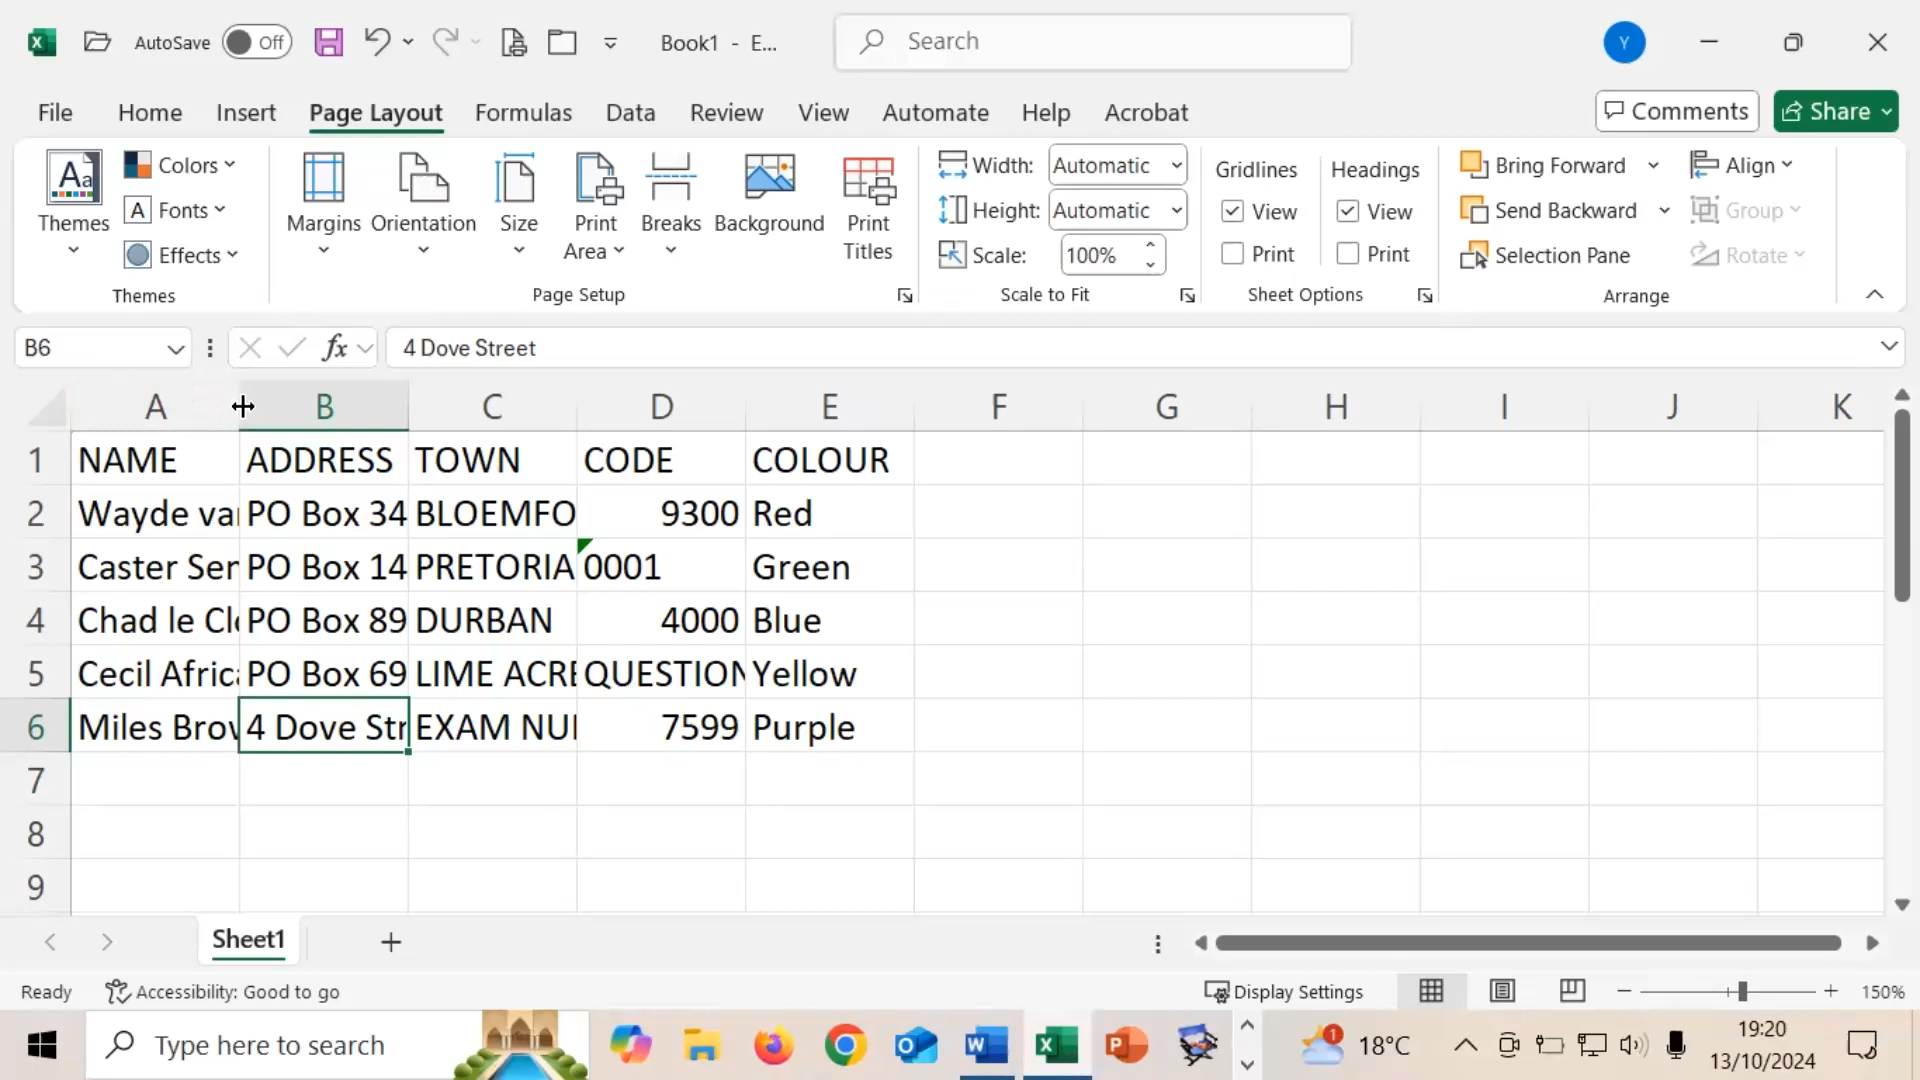 AutoSave Off Book1 - E... Search Y
File Home Insert Page Layout Formulas Data Review View Automate Help Acrobat Comments Share
Themes Colors Fonts Effects Themes
Margins Orientation Size Print Area Breaks Background Print Titles Page Setup
Width: Automatic
Height: Automatic
Scale: 100%
Scale to Fit
Gridlines Headings
View View
Print Print
Sheet Options
Bring Forward Align
Send Backward Group
Selection Pane Rotate
Arrange
B6 fx 4 Dove Street
A B C D E F G H I J K
1 NAME ADDRESS TOWN CODE COLOUR
2 Wayde va PO Box 34 BLOEMFO 9300 Red
3 Caster Sen PO Box 14 PRETORIA 0001 Green
4 Chad le Cl PO Box 89 DURBAN 4000 Blue
5 Cecil Afric PO Box 69 LIME ACRE QUESTION Yellow
6 Miles Brow 4 Dove Str EXAM NU 7599 Purple
7
8
9
Sheet1
Ready Accessibility: Good to go Display Settings 150%
Type here to search 1 18°C 19:20
13/10/2024